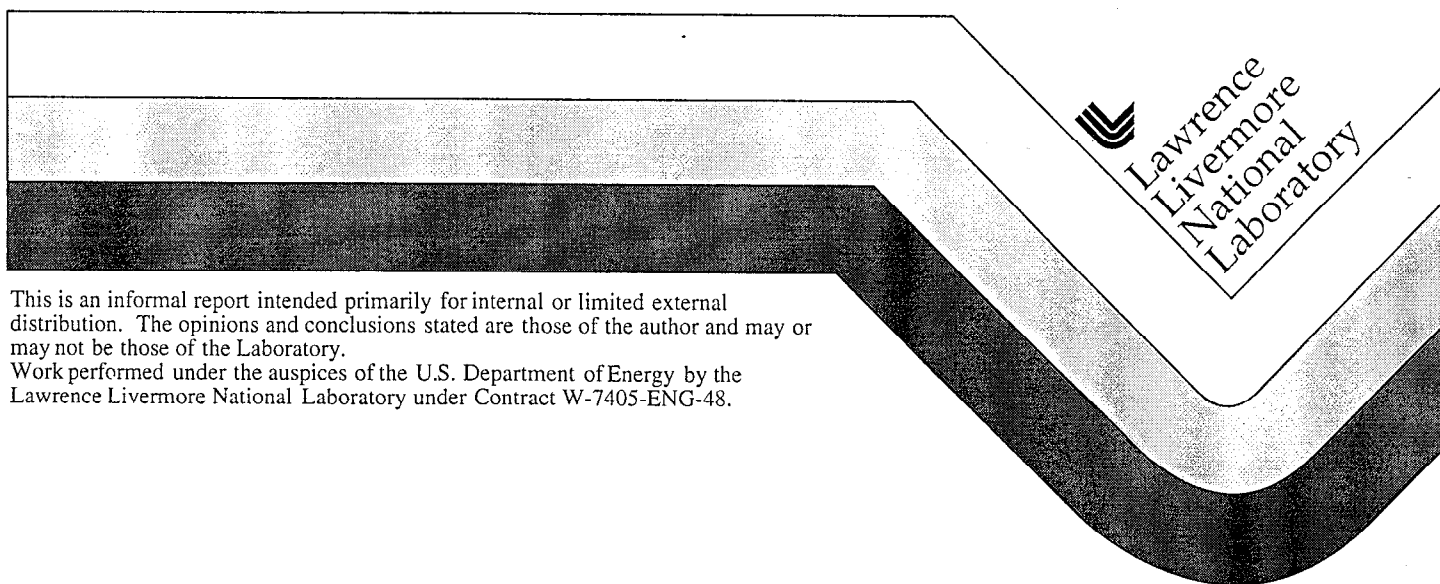 Lawrence
Livermore
National
Laboratory
This is an informal report intended primarily for internal or limited external
distribution. The opinions and conclusions stated are those of the author and may or
may not be those of the Laboratory.
Work performed under the auspices of the U.S. Department of Energy by the
Lawrence Livermore National Laboratory under Contract W-7405-ENG-48.